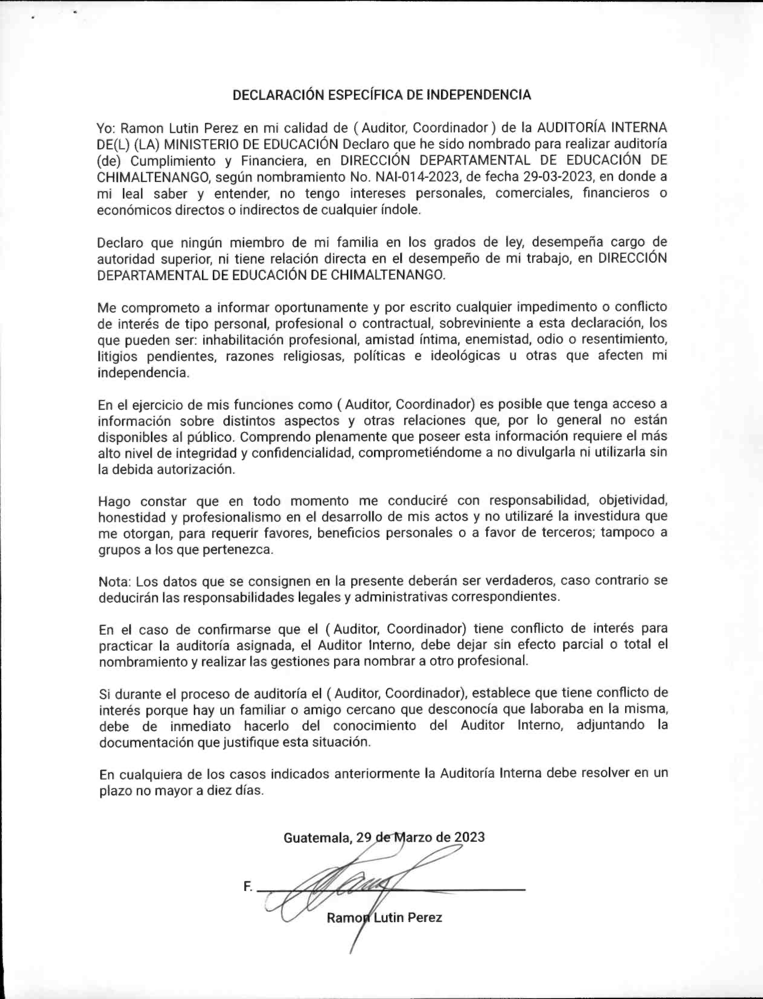 DECLARACIÓN ESPECÍFICA DE INDEPENDENCIA
Yo: Ramon Lutin Perez en mi calidad de ( Auditor, Coordinador ) de la AUDITORÍA INTERNA
DE(L) (LA) MINISTERIO DE EDUCACIÓN Declaro que he sido nombrado para realizar auditoría
(de) Cumplimiento y Financiera, en DIRECCIÓN DEPARTAMENTAL DE EDUCACIÓN DE
CHIMALTENANGO, según nombramiento No. NAI-014-2023, de fecha 29-03-2023, en donde a
mi leal saber y entender, no tengo intereses personales, comerciales, financieros o
económicos directos o indirectos de cualquier índole.
Declaro que ningún miembro de mi familia en los grados de ley, desempeña cargo de
autoridad superior, ni tiene relación directa en el desempeño de mi trabajo, en DIRECCIÓN
DEPARTAMENTAL DE EDUCACIÓN DE CHIMALTENANGO.
Me comprometo a informar oportunamente y por escrito cualquier impedimento o conflicto
de interés de tipo personal, profesional o contractual, sobreviniente a esta declaración, los
que pueden ser: inhabilitación profesional, amistad íntima, enemistad, odio o resentimiento,
litigios pendientes, razones religiosas, políticas e ideológicas u otras que afecten mi
independencia.
En el ejercicio de mis funciones como ( Auditor, Coordinador) es posible que tenga acceso a
información sobre distintos aspectos y otras relaciones que, por lo general no están
disponibles al público. Comprendo plenamente que poseer esta información requiere el más
alto nivel de integridad y confidencialidad, comprometiéndome a no divulgarla ni utilizarla sin
la debida autorización.
Hago constar que en todo momento me conduciré con responsabilidad, objetividad,
honestidad y profesionalismo en el desarrollo de mis actos y no utilizaré la investidura que
me otorgan, para requerir favores, beneficios personales o a favor de terceros; tampoco a
grupos a los que pertenezca.
Nota: Los datos que se consignen en la presente deberán ser verdaderos, caso contrario se
deducirán las responsabilidades legales y administrativas correspondientes.
En el caso de confirmarse que el ( Auditor, Coordinador) tiene conflicto de interés para
practicar la auditoría asignada, el Auditor Interno, debe dejar sin efecto parcial o total el
nombramiento y realizar las gestiones para nombrar a otro profesional.
Si durante el proceso de auditoría el ( Auditor, Coordinador), establece que tiene conflicto de
interés porque hay un familiar o amigo cercano que desconocía que laboraba en la misma,
debe de inmediato hacerlo del conocimiento del Auditor Interno, adjuntando la
documentación que justifique esta situación.
En cualquiera de los casos indicados anteriormente la Auditoría Interna debe resolver en un
plazo no mayor a diez días.
Guatemala, 29 de Marzo de 2023
F.
Ramon Lutin Perez